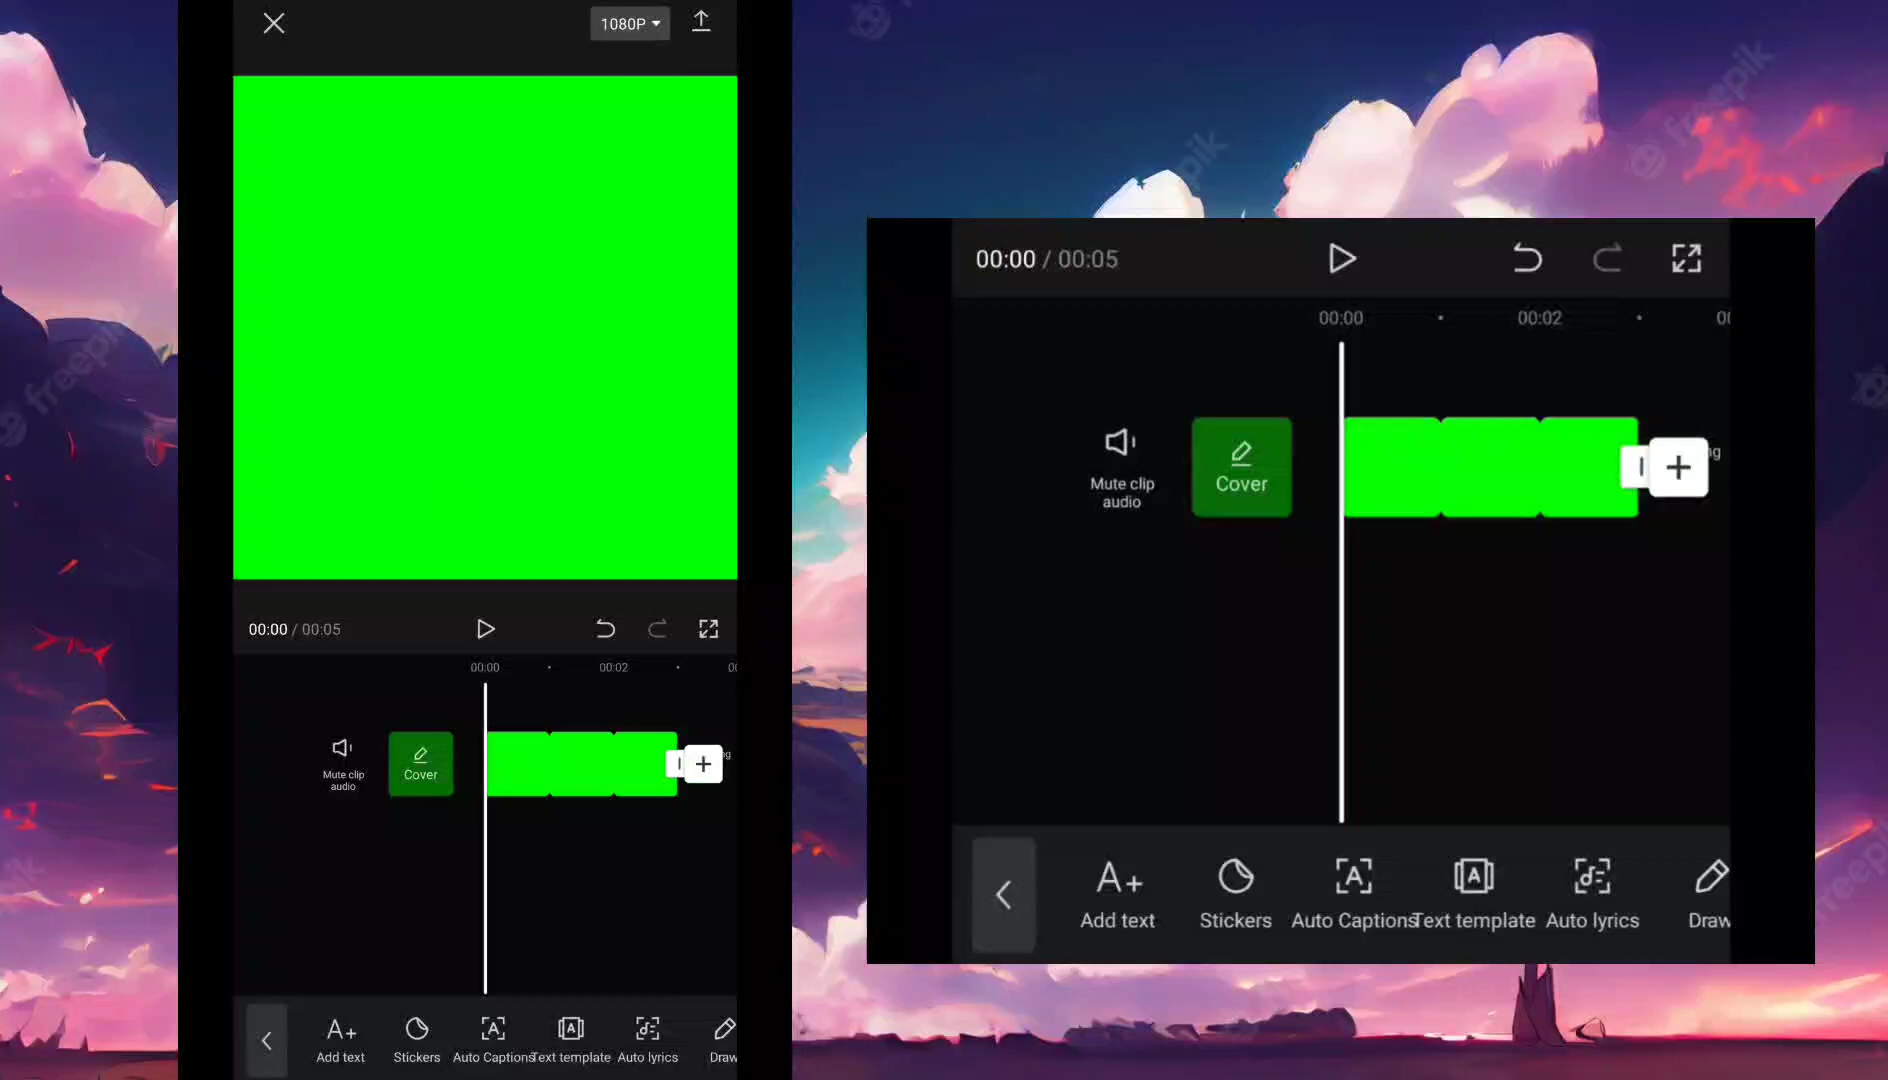 1080P
00:00 / 00:05
00:00
00:02
Mute clip
audio
Cover
Add text
Stickers
Auto Captions
Text template
Auto lyrics
Draw
00:00 / 00:05
00:00
00:02
Mute clip
audio
Cover
Add text
Stickers
Auto Captions
Text template
Auto lyrics
Draw
freepik
freepik